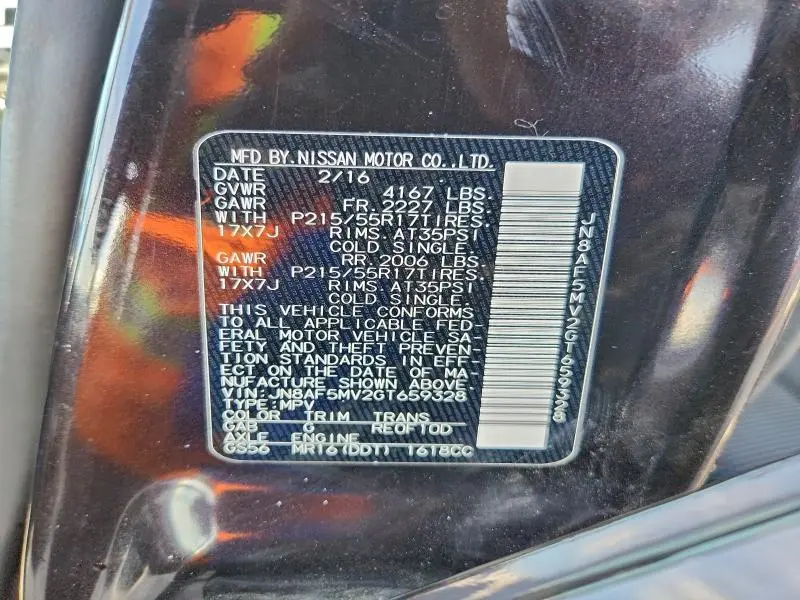 MFD BY.NISSAN MOTOR CO.,LTD.
DATE 2/16
GVWR 4167 LBS.
GAWR FR. 2227 LBS.
WITH P215/55R17TIRES.
17X7J RIMS AT35PSI
COLD SINGLE.
GAWR RR. 2006 LBS.
WITH P215/55R17TIRES.
17X7J RIMS AT35PSI
COLD SINGLE.
THIS VEHICLE CONFORMS
TO ALL APPLICABLE FED-
ERAL MOTOR VEHICLE SA-
FETY AND THEFT PREVEN-
TION STANDARDS IN EFF-
ECT ON THE DATE OF MA-
NUFACTURE SHOWN ABOVE.
VIN:JN8AF5MV2GT659328
TYPE:MPV
COLOR TRIM TRANS
GAB G RE0F10D
AXLE ENGINE
GS56 MR16(DDT) 1618CC
JN8AF5MV2GT659328